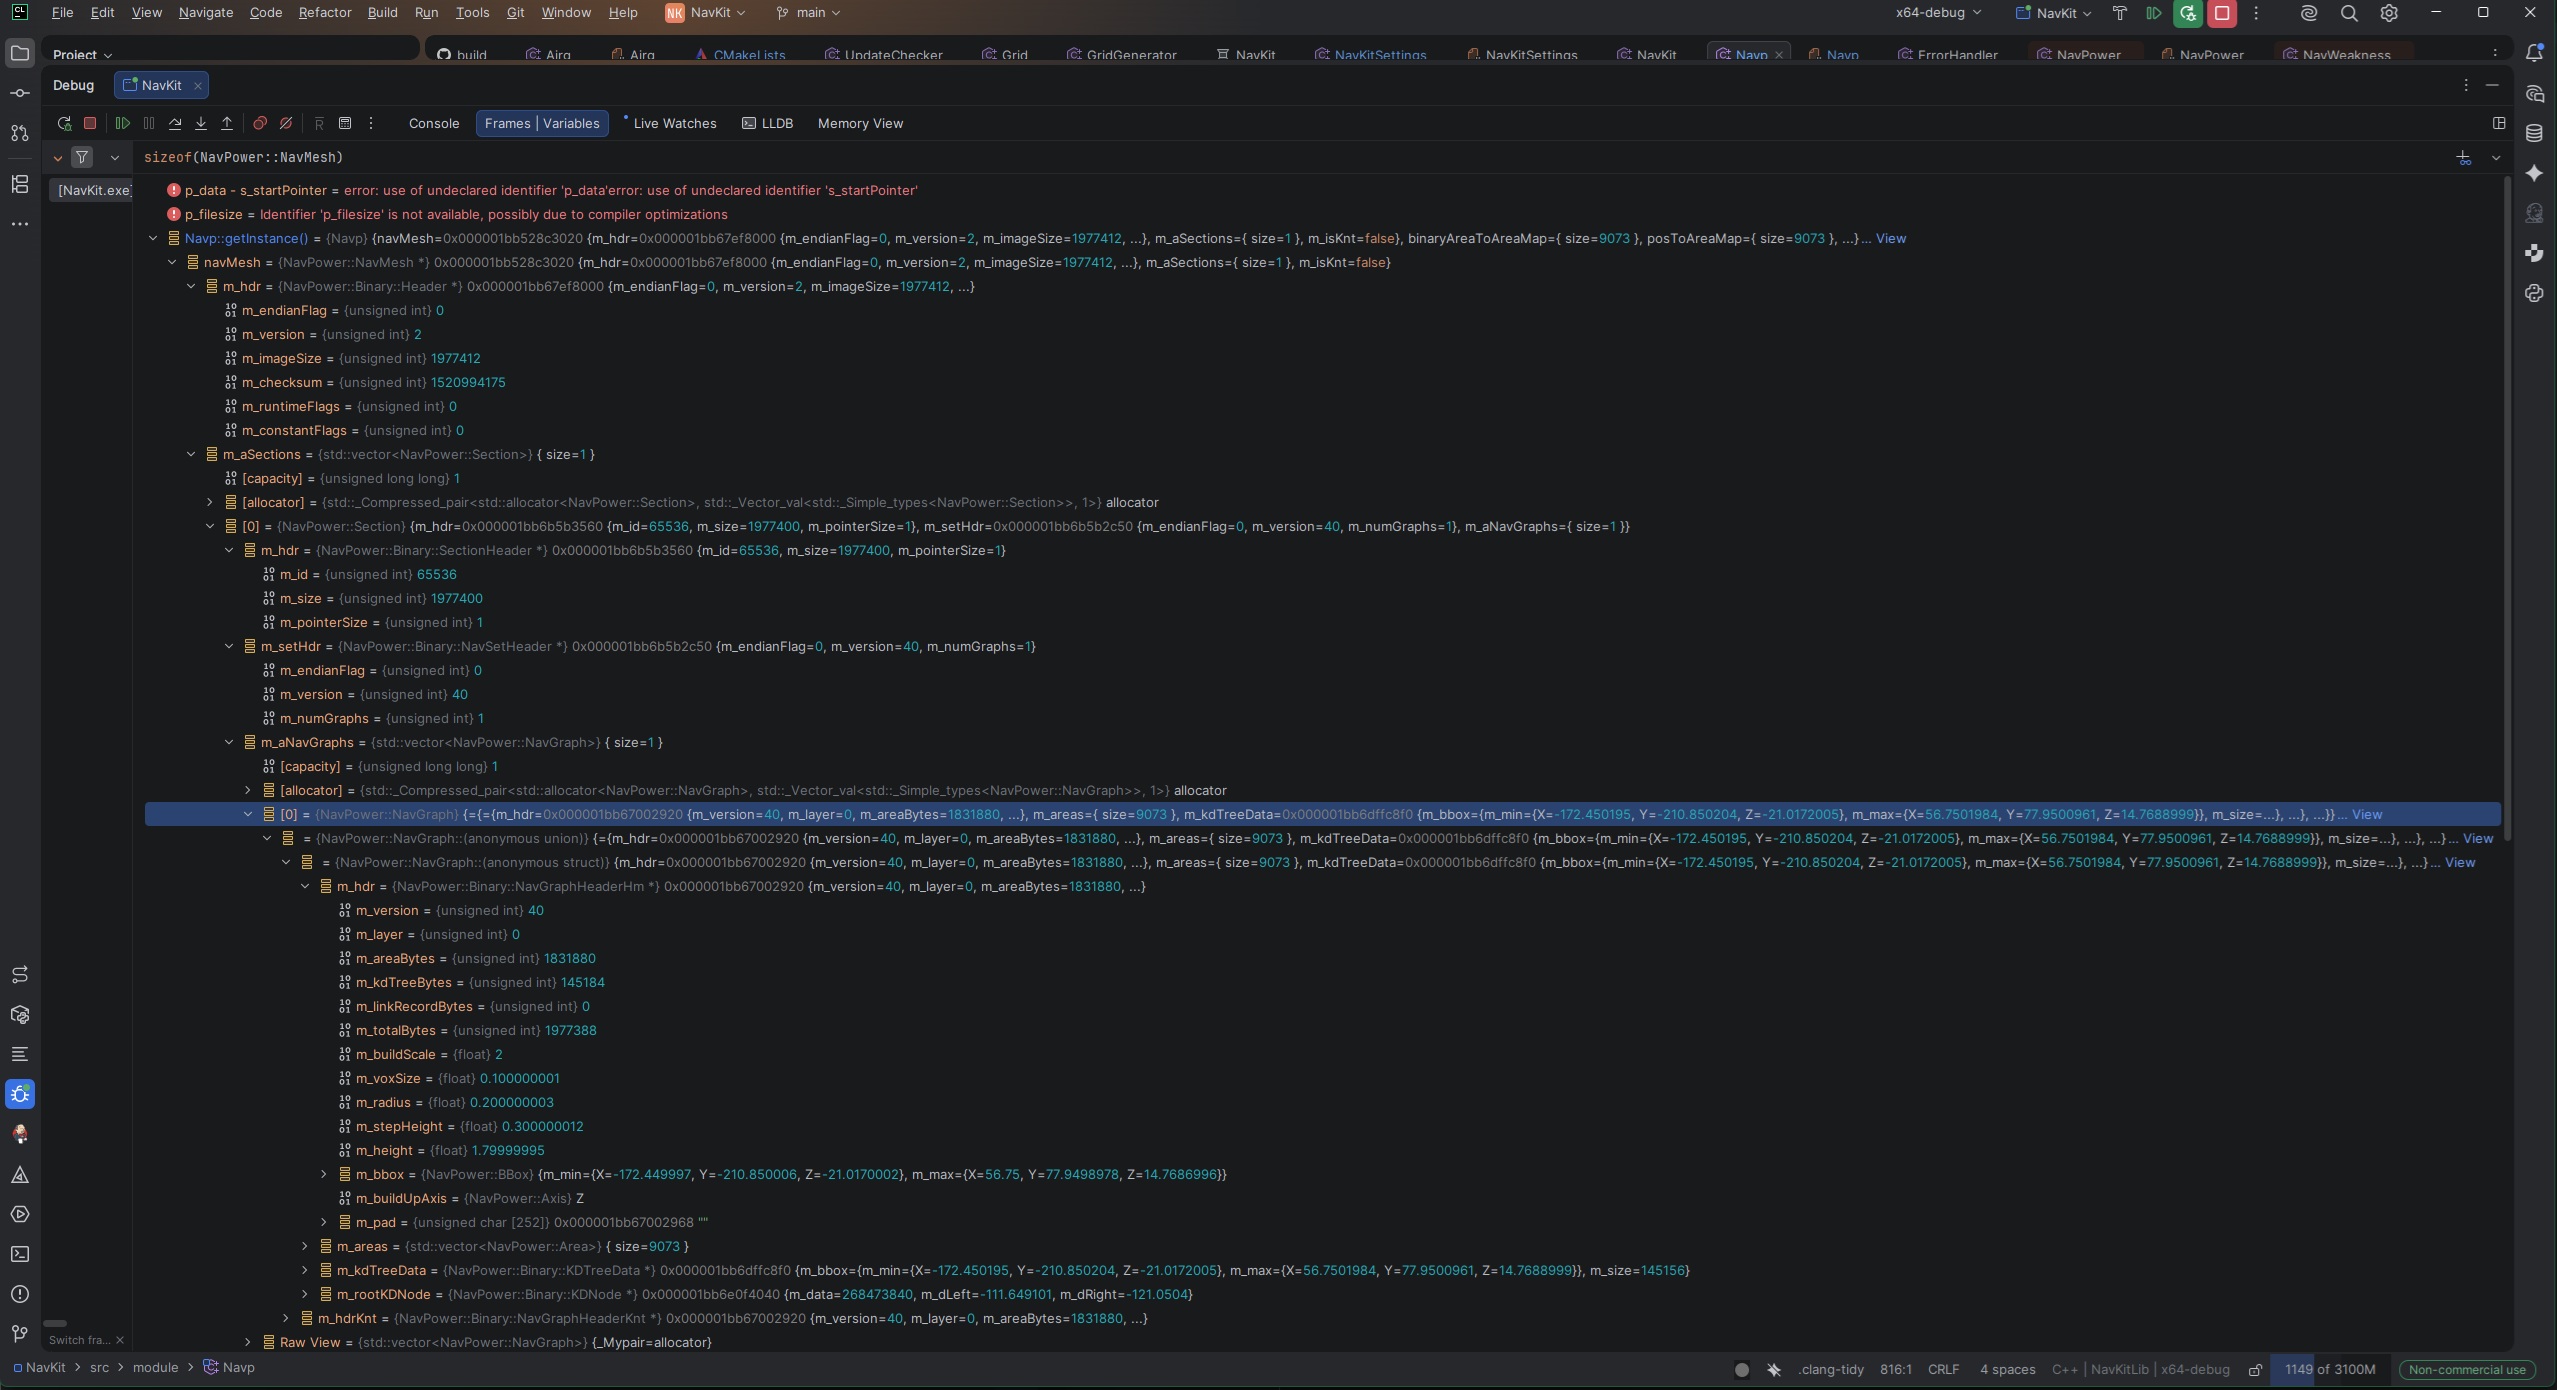 CL File Edit View Navigate Code Refactor Build Run Tools Git Window Help NK NavKit main x64-debug NavKit
Project build Airg Airg CMakeLists UpdateChecker Grid GridGenerator NavKit NavKitSettings NavKitSettings NavKit Navp Navp ErrorHandler NavPower NavPower NavWeakness
Debug NavKit
Console Frames | Variables Live Watches LLDB Memory View
sizeof(NavPower::NavMesh)
[NavKit.exe]
p_data - s_startPointer = error: use of undeclared identifier 'p_data'error: use of undeclared identifier 's_startPointer'
p_filesize = Identifier 'p_filesize' is not available, possibly due to compiler optimizations
Navp::getInstance() = {Navp} {navMesh=0x000001bb528c3020 {m_hdr=0x000001bb67ef8000 {m_endianFlag=0, m_version=2, m_imageSize=1977412, ...}, m_aSections={ size=1 }, m_isKnt=false}, binaryAreaToAreaMap={ size=9073 }, posToAreaMap={ size=9073 }, ...}... View
navMesh = {NavPower::NavMesh *} 0x000001bb528c3020 {m_hdr=0x000001bb67ef8000 {m_endianFlag=0, m_version=2, m_imageSize=1977412, ...}, m_aSections={ size=1 }, m_isKnt=false}
m_hdr = {NavPower::Binary::Header *} 0x000001bb67ef8000 {m_endianFlag=0, m_version=2, m_imageSize=1977412, ...}
m_endianFlag = {unsigned int} 0
m_version = {unsigned int} 2
m_imageSize = {unsigned int} 1977412
m_checksum = {unsigned int} 1520994175
m_runtimeFlags = {unsigned int} 0
m_constantFlags = {unsigned int} 0
m_aSections = {std::vector<NavPower::Section>} { size=1 }
[capacity] = {unsigned long long} 1
[allocator] = {std::_Compressed_pair<std::allocator<NavPower::Section>, std::_Vector_val<std::_Simple_types<NavPower::Section>>, 1>} allocator
[0] = {NavPower::Section} {m_hdr=0x000001bb6b5b3560 {m_id=65536, m_size=1977400, m_pointerSize=1}, m_setHdr=0x000001bb6b5b2c50 {m_endianFlag=0, m_version=40, m_numGraphs=1}, m_aNavGraphs={ size=1 }}
m_hdr = {NavPower::Binary::SectionHeader *} 0x000001bb6b5b3560 {m_id=65536, m_size=1977400, m_pointerSize=1}
m_id = {unsigned int} 65536
m_size = {unsigned int} 1977400
m_pointerSize = {unsigned int} 1
m_setHdr = {NavPower::Binary::NavSetHeader *} 0x000001bb6b5b2c50 {m_endianFlag=0, m_version=40, m_numGraphs=1}
m_endianFlag = {unsigned int} 0
m_version = {unsigned int} 40
m_numGraphs = {unsigned int} 1
m_aNavGraphs = {std::vector<NavPower::NavGraph>} { size=1 }
[capacity] = {unsigned long long} 1
[allocator] = {std::_Compressed_pair<std::allocator<NavPower::NavGraph>, std::_Vector_val<std::_Simple_types<NavPower::NavGraph>>, 1>} allocator
[0] = {NavPower::NavGraph} {={={m_hdr=0x000001bb67002920 {m_version=40, m_layer=0, m_areaBytes=1831880, ...}, m_areas={ size=9073 }, m_kdTreeData=0x000001bb6dffc8f0 {m_bbox={m_min={X=-172.450195, Y=-210.850204, Z=-21.0172005}, m_max={X=56.7501984, Y=77.9500961, Z=14.7688999}}, m_size=...}, ...}, ...}}... View
= {NavPower::NavGraph::(anonymous union)} {={m_hdr=0x000001bb67002920 {m_version=40, m_layer=0, m_areaBytes=1831880, ...}, m_areas={ size=9073 }, m_kdTreeData=0x000001bb6dffc8f0 {m_bbox={m_min={X=-172.450195, Y=-210.850204, Z=-21.0172005}, m_max={X=56.7501984, Y=77.9500961, Z=14.7688999}}, m_size=...}, ...}, ...}... View
= {NavPower::NavGraph::(anonymous struct)} {m_hdr=0x000001bb67002920 {m_version=40, m_layer=0, m_areaBytes=1831880, ...}, m_areas={ size=9073 }, m_kdTreeData=0x000001bb6dffc8f0 {m_bbox={m_min={X=-172.450195, Y=-210.850204, Z=-21.0172005}, m_max={X=56.7501984, Y=77.9500961, Z=14.7688999}}, m_size=...}, ...}... View
m_hdr = {NavPower::Binary::NavGraphHeaderHm *} 0x000001bb67002920 {m_version=40, m_layer=0, m_areaBytes=1831880, ...}
m_version = {unsigned int} 40
m_layer = {unsigned int} 0
m_areaBytes = {unsigned int} 1831880
m_kdTreeBytes = {unsigned int} 145184
m_linkRecordBytes = {unsigned int} 0
m_totalBytes = {unsigned int} 1977388
m_buildScale = {float} 2
m_voxSize = {float} 0.100000001
m_radius = {float} 0.200000003
m_stepHeight = {float} 0.300000012
m_height = {float} 1.79999995
m_bbox = {NavPower::BBox} {m_min={X=-172.449997, Y=-210.850006, Z=-21.0170002}, m_max={X=56.75, Y=77.9498978, Z=14.7686996}}
m_buildUpAxis = {NavPower::Axis} Z
m_pad = {unsigned char [252]} 0x000001bb67002968 ""
m_areas = {std::vector<NavPower::Area>} { size=9073 }
m_kdTreeData = {NavPower::Binary::KDTreeData *} 0x000001bb6dffc8f0 {m_bbox={m_min={X=-172.450195, Y=-210.850204, Z=-21.0172005}, m_max={X=56.7501984, Y=77.9500961, Z=14.7688999}}, m_size=145156}
m_rootKDNode = {NavPower::Binary::KDNode *} 0x000001bb6e0f4040 {m_data=268473840, m_dLeft=-111.649101, m_dRight=-121.0504}
m_hdrKnt = {NavPower::Binary::NavGraphHeaderKnt *} 0x000001bb67002920 {m_version=40, m_layer=0, m_areaBytes=1831880, ...}
Switch fra... Raw View = {std::vector<NavPower::NavGraph>} {_Mypair=allocator}
NavKit > src > module > Navp .clang-tidy 816:1 CRLF 4 spaces C++ | NavKitLib | x64-debug 1149 of 3100M Non-commercial use